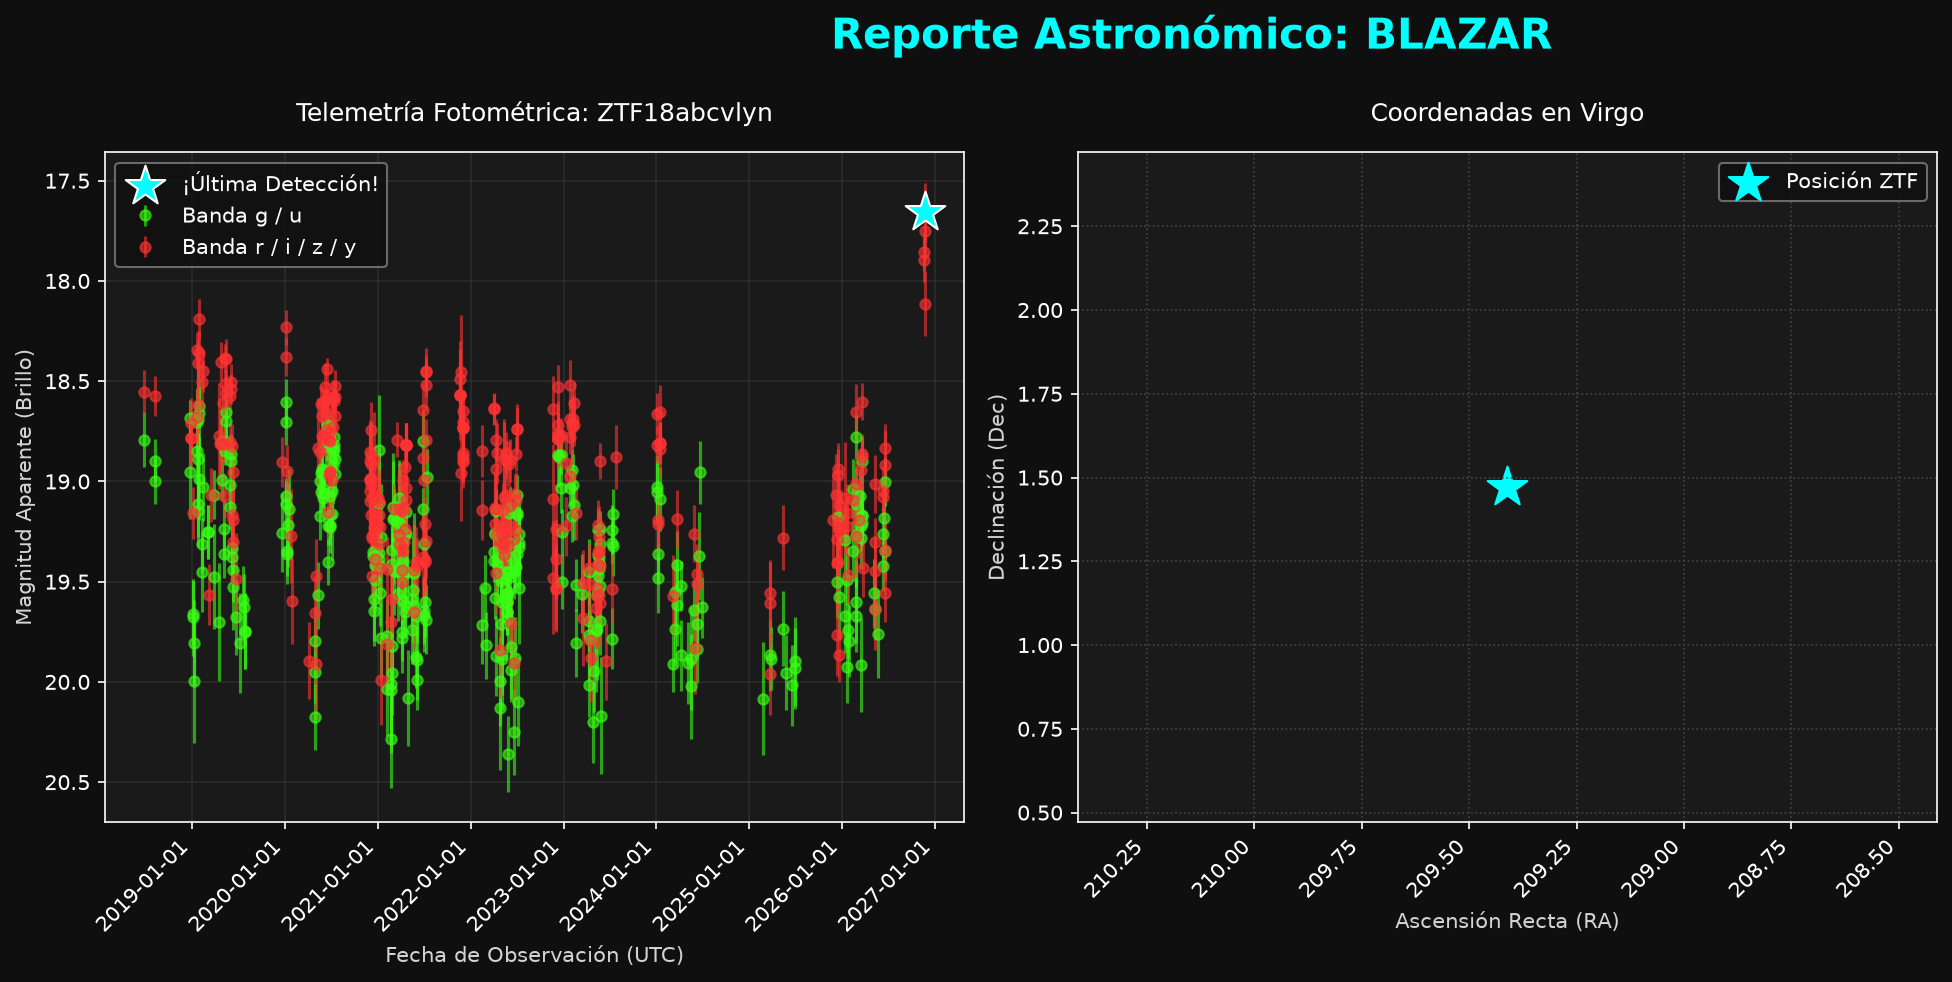 Reporte Astronómico: BLAZAR
Telemetría Fotométrica: ZTF18abcvlyn
¡Última Detección!
Banda g / u
Banda r / i / z / y
Magnitud Aparente (Brillo)
17.5
18.0
18.5
19.0
19.5
20.0
20.5
2019-01-01
2020-01-01
2021-01-01
2022-01-01
2023-01-01
2024-01-01
2025-01-01
2026-01-01
2027-01-01
Fecha de Observación (UTC)
Coordenadas en Virgo
Posición ZTF
Declinación (Dec)
2.25
2.00
1.75
1.50
1.25
1.00
0.75
0.50
210.25
210.00
209.75
209.50
209.25
209.00
208.75
208.50
Ascensión Recta (RA)